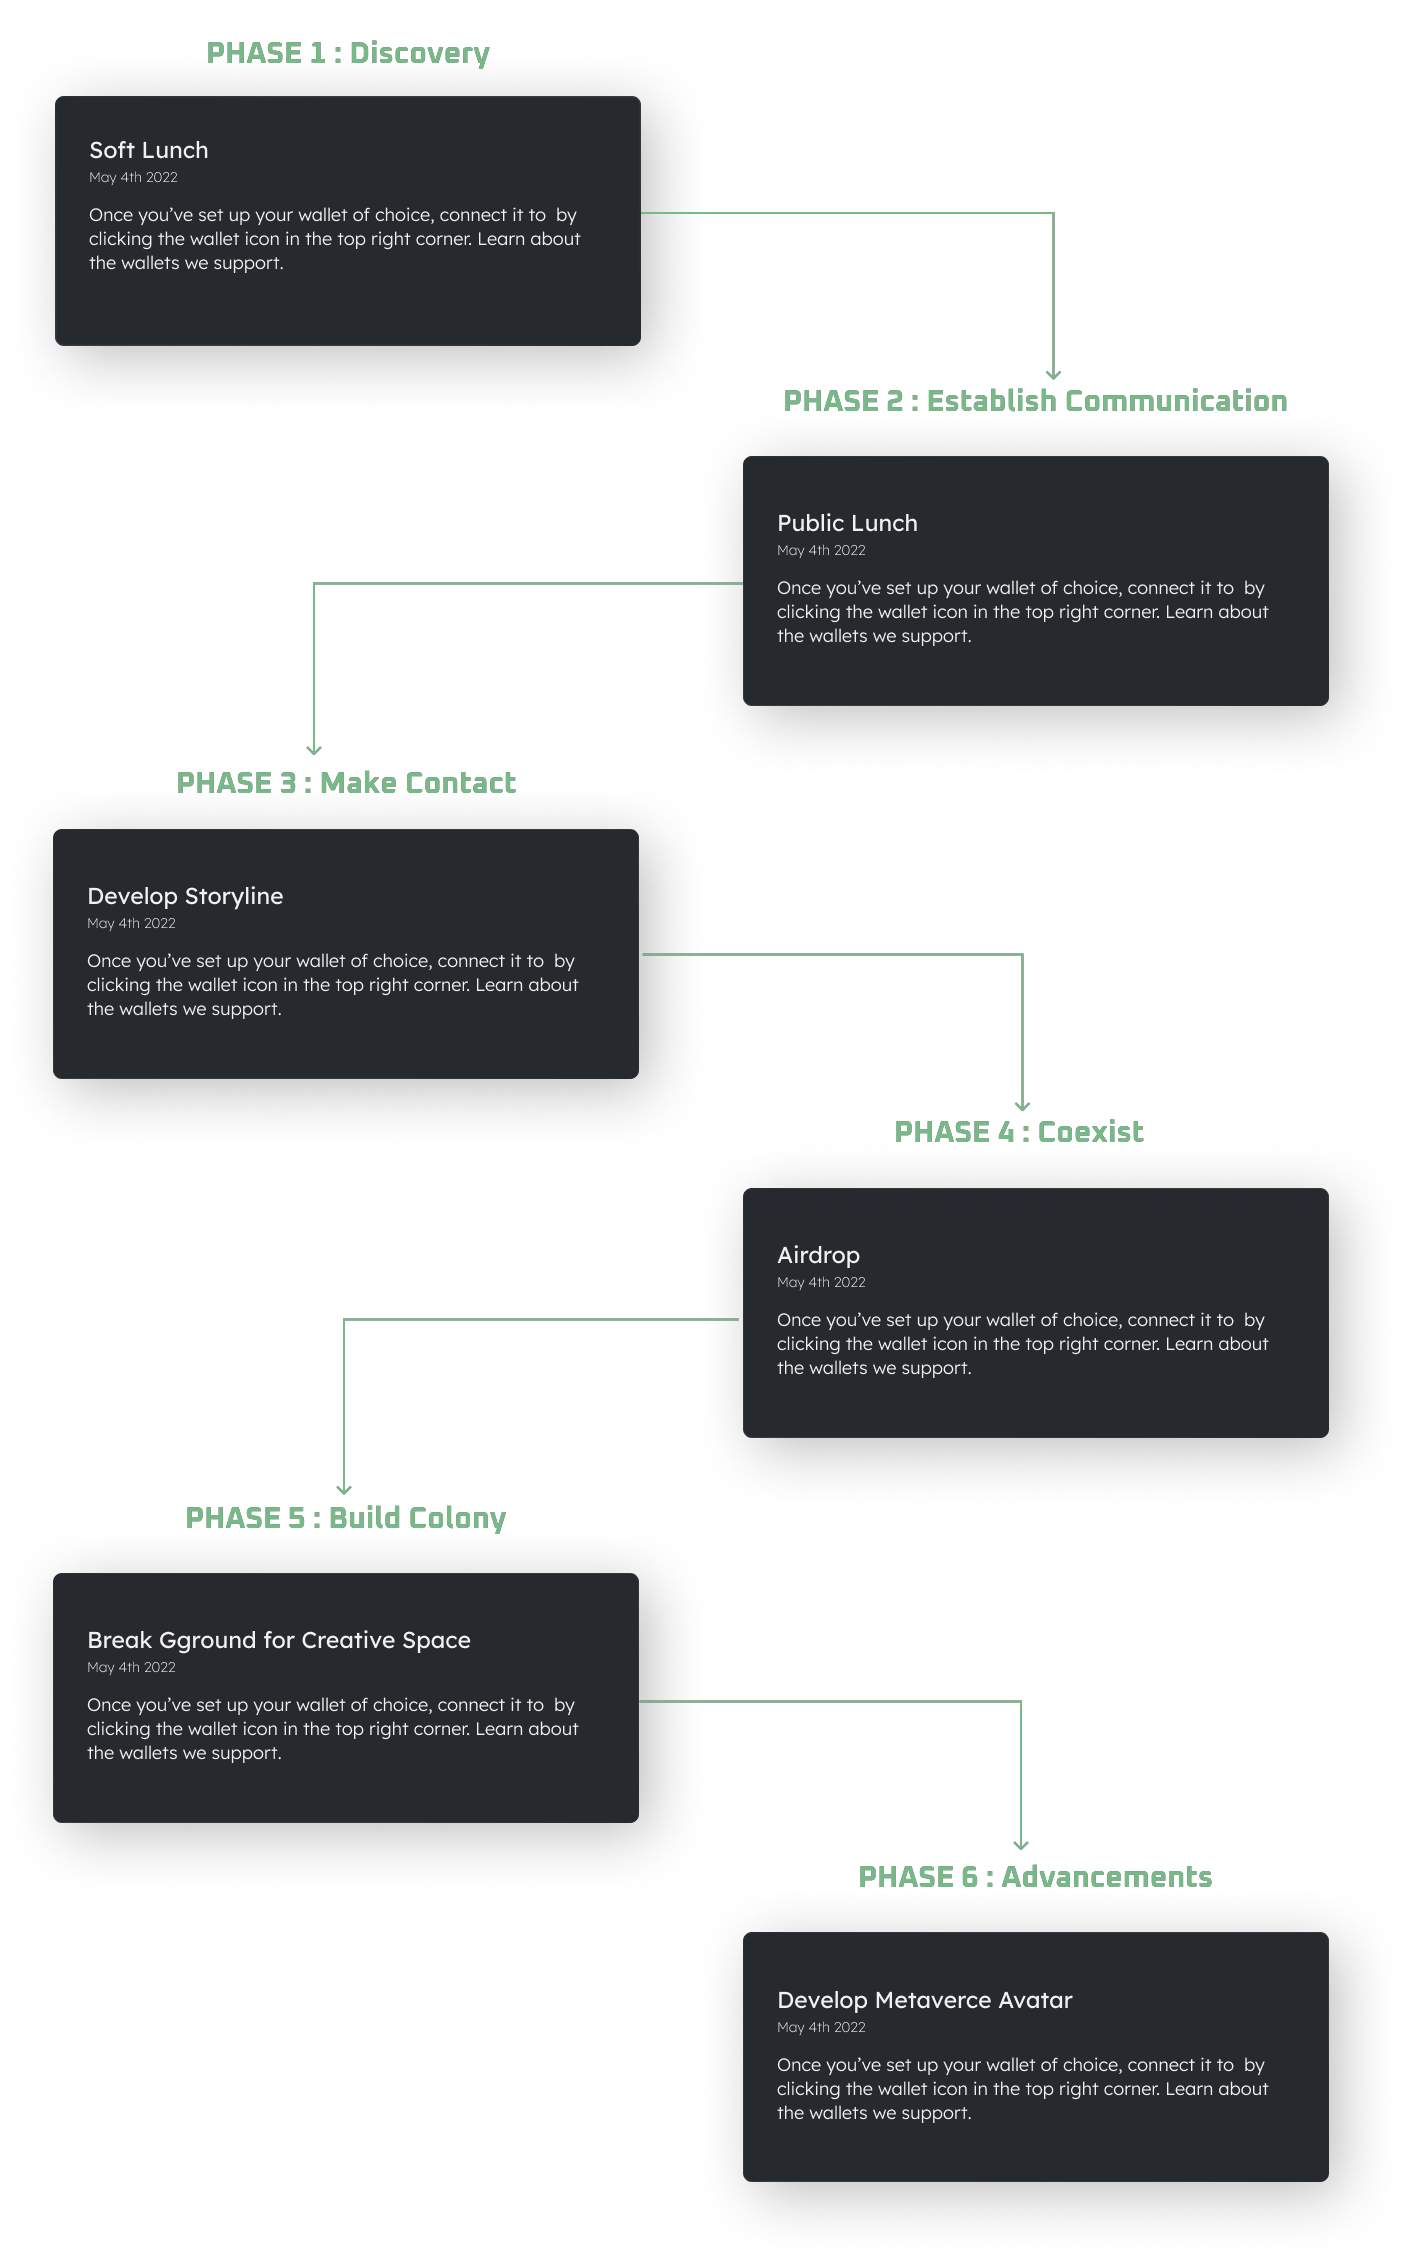 PHASE 1 : Discovery
Soft Lunch
May 4th 2022
Once you’ve set up your wallet of choice, connect it to  by
clicking the wallet icon in the top right corner. Learn about
the wallets we support.
PHASE 2 : Establish Communication
Public Lunch
May 4th 2022
Once you’ve set up your wallet of choice, connect it to  by
clicking the wallet icon in the top right corner. Learn about
the wallets we support.
PHASE 3 : Make Contact
Develop Storyline
May 4th 2022
Once you’ve set up your wallet of choice, connect it to  by
clicking the wallet icon in the top right corner. Learn about
the wallets we support.
PHASE 4 : Coexist
Airdrop
May 4th 2022
Once you’ve set up your wallet of choice, connect it to  by
clicking the wallet icon in the top right corner. Learn about
the wallets we support.
PHASE 5 : Build Colony
Break Gground for Creative Space
May 4th 2022
Once you’ve set up your wallet of choice, connect it to  by
clicking the wallet icon in the top right corner. Learn about
the wallets we support.
PHASE 6 : Advancements
Develop Metaverce Avatar
May 4th 2022
Once you’ve set up your wallet of choice, connect it to  by
clicking the wallet icon in the top right corner. Learn about
the wallets we support.